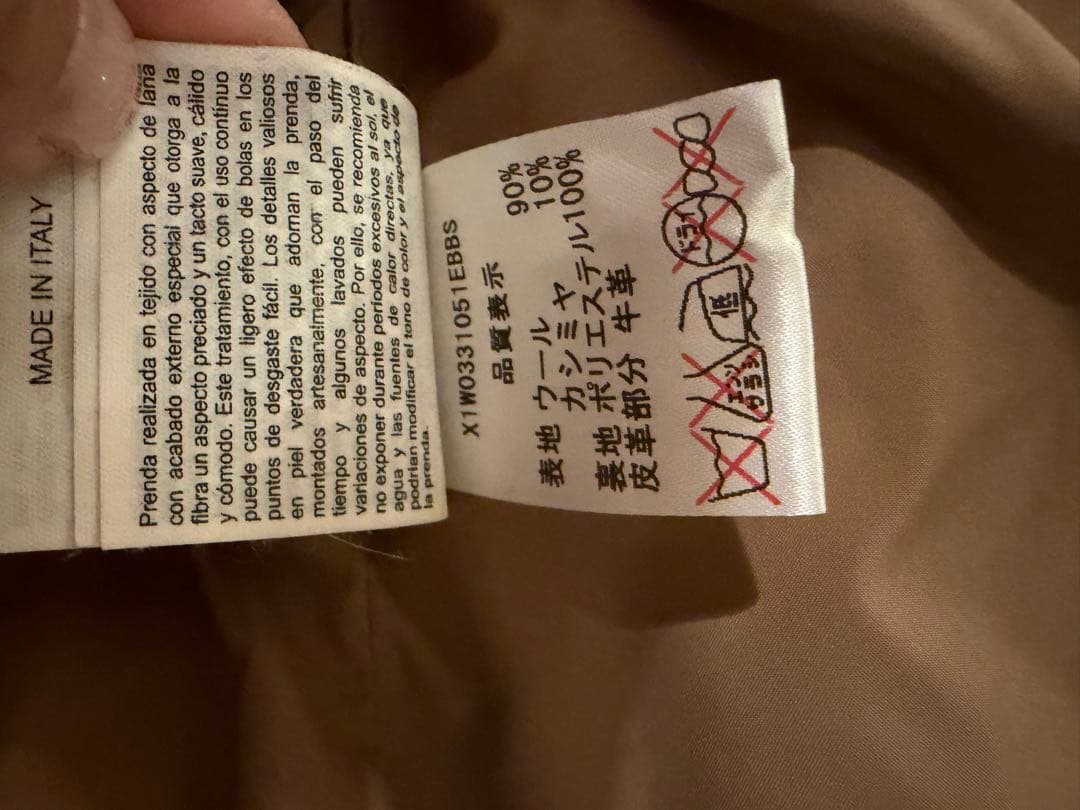 MADE IN ITALY
Prenda realizada en tejido con aspecto de lana
con acabado externo especial que otorga a la
fibra un aspecto preciado y un tacto suave, cálido
y cómodo. Este tratamiento, con el uso continuo
puede causar un ligero efecto de bolas en los
puntos de desgaste fácil. Los detalles valiosos
en piel verdadera que adornan la prenda,
montados artesanalmente, con el paso del
tiempo y algunos lavados pueden sufrir
variaciones de aspecto. Por ello, se recomienda
no exponer durante períodos excesivos al sol, el
agua y las fuentes de calor directas, ya que
podrían modificar el tono de color y el aspecto de
la prenda.
X1W0331051EBBS
品質表示
表地 ウール 90%
カシミヤ 10%
裏地 ポリエステル100%
皮革部分 牛革
エンソ サラシ 低 ドライ